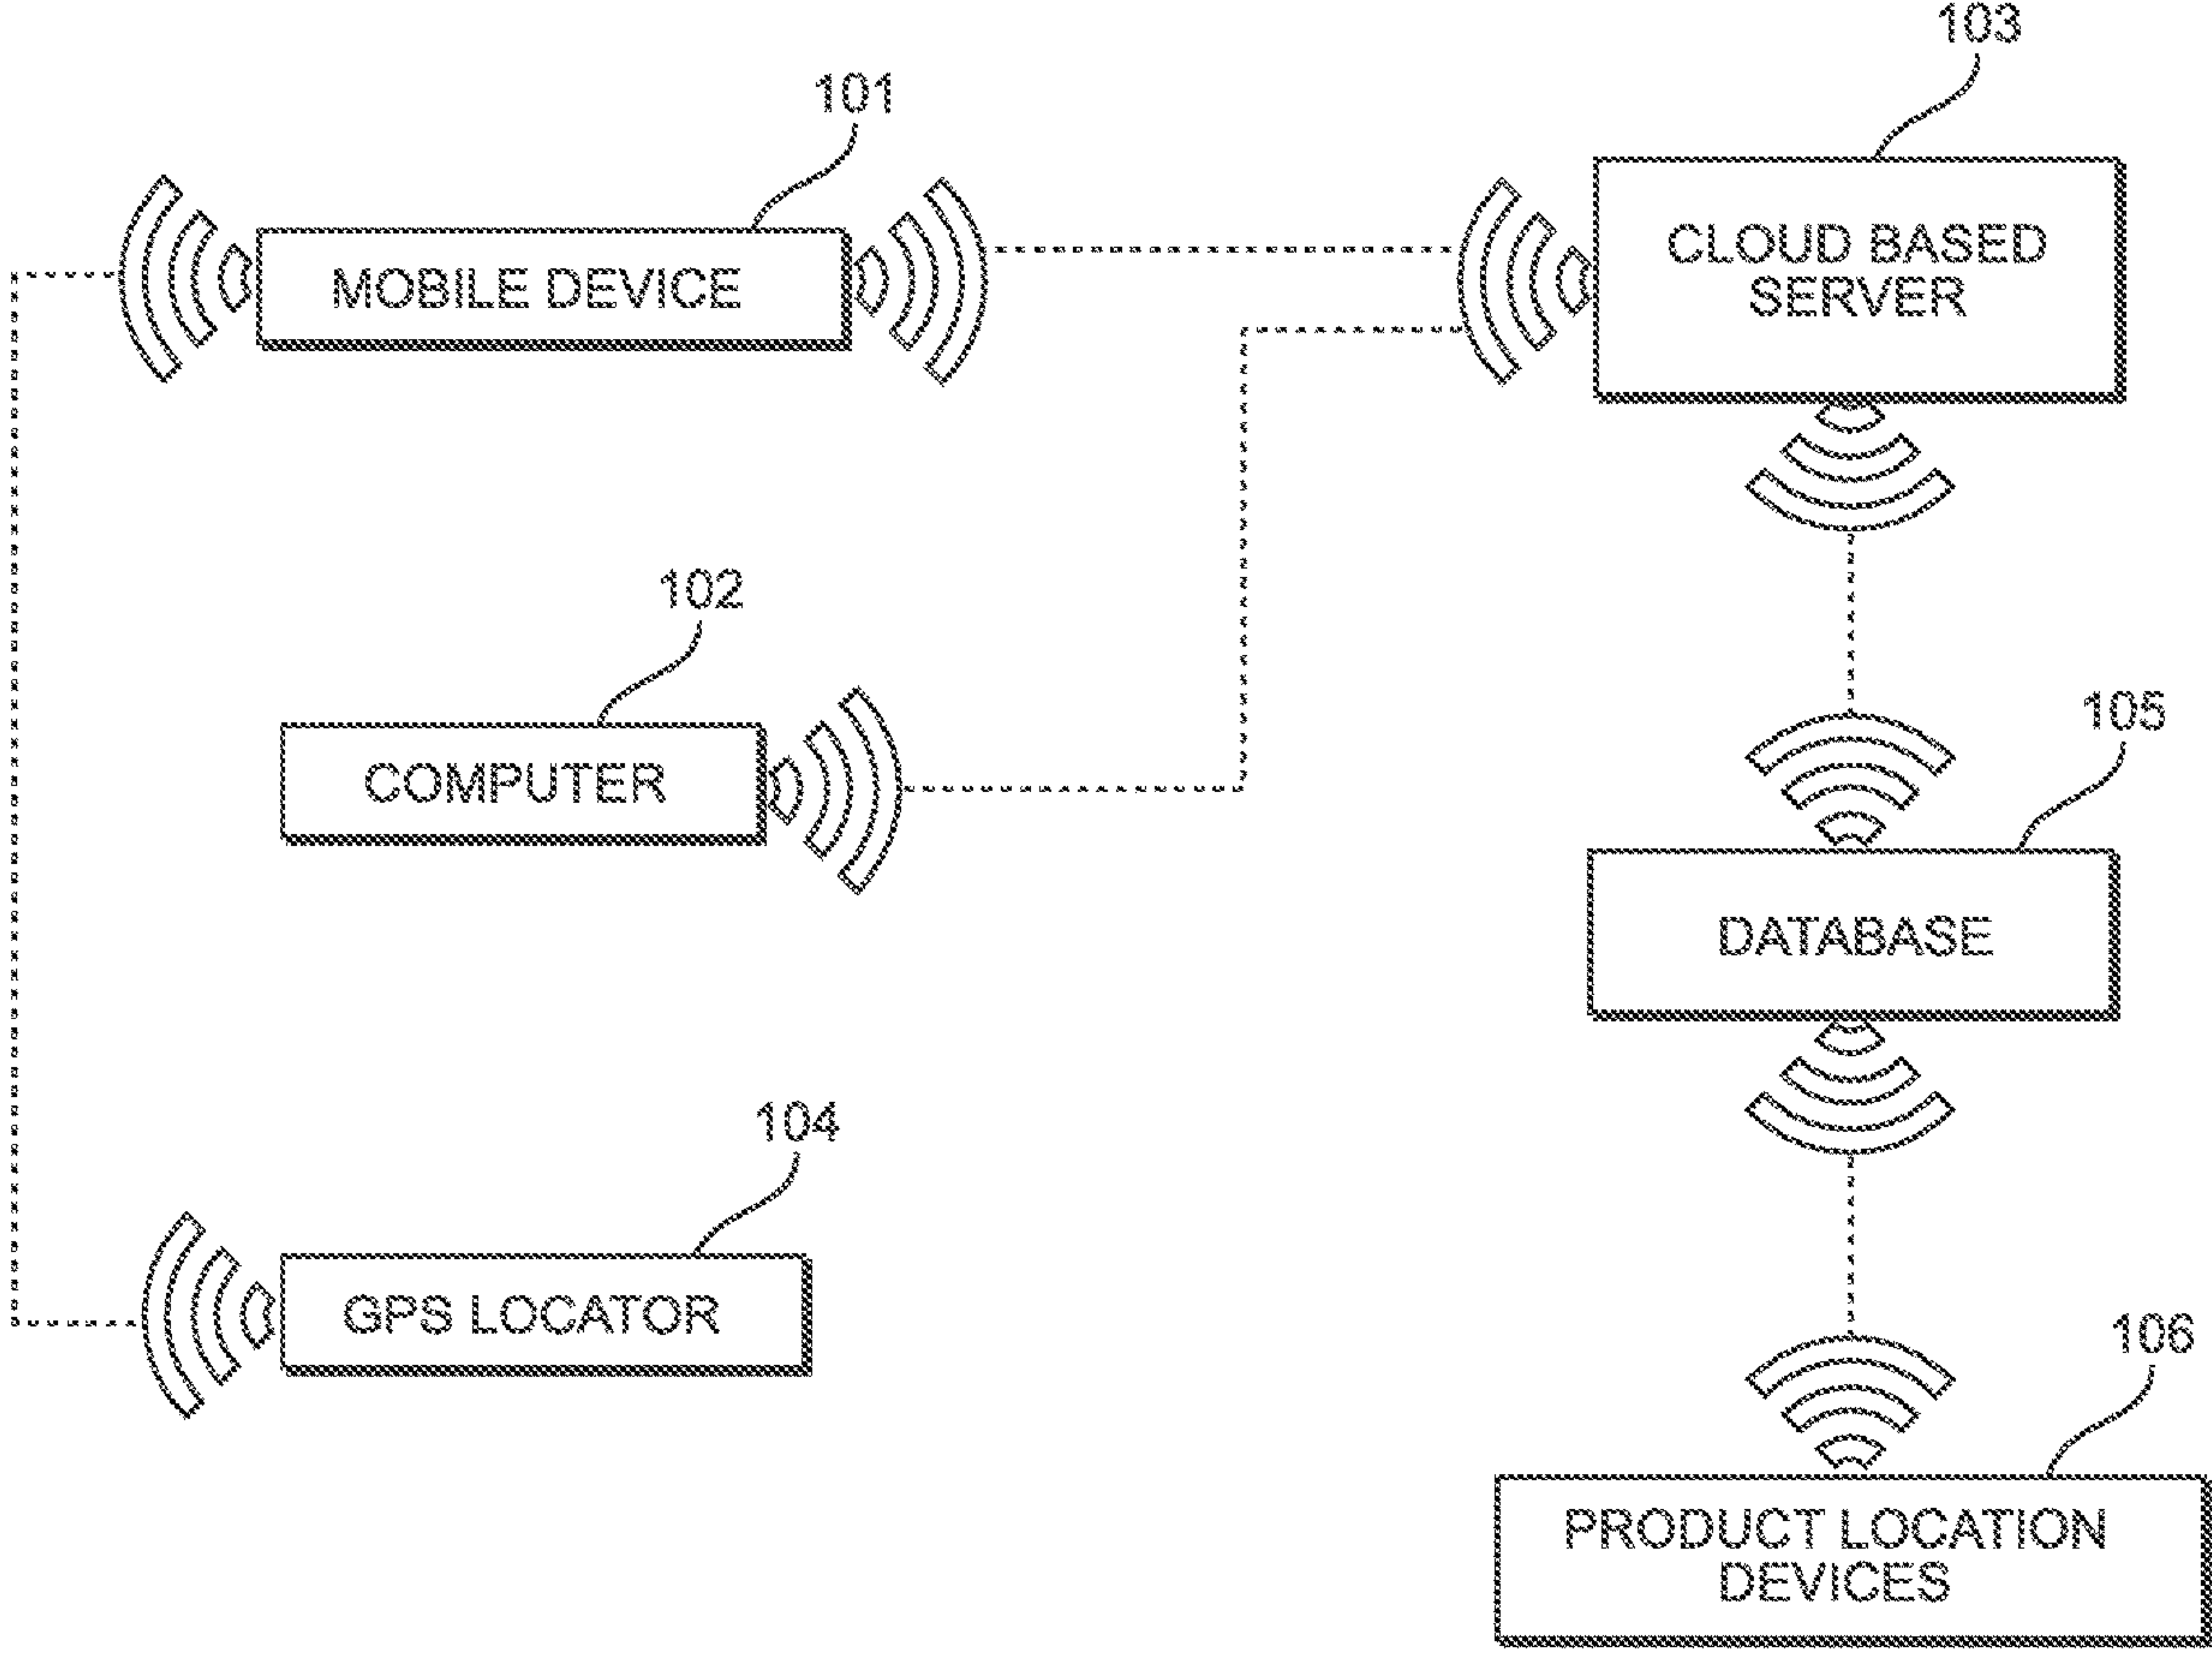 103
101
CLOUD BASED
SERVER
MOBILE DEVICE
102
COMPUTER
105
DATABASE
104
GPS LOCATOR
106
PRODUCT LOCATION
DEVICES